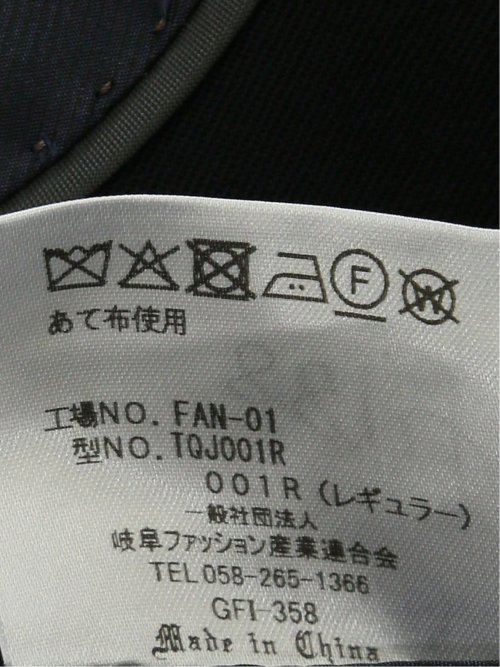 F W
あて布使用
工場NO. FAN-01
型NO. TQJ001R
001R (レギュラー)
一般社団法人
岐阜ファッション産業連合会
TEL 058-265-1366
GFI-358
Made in China